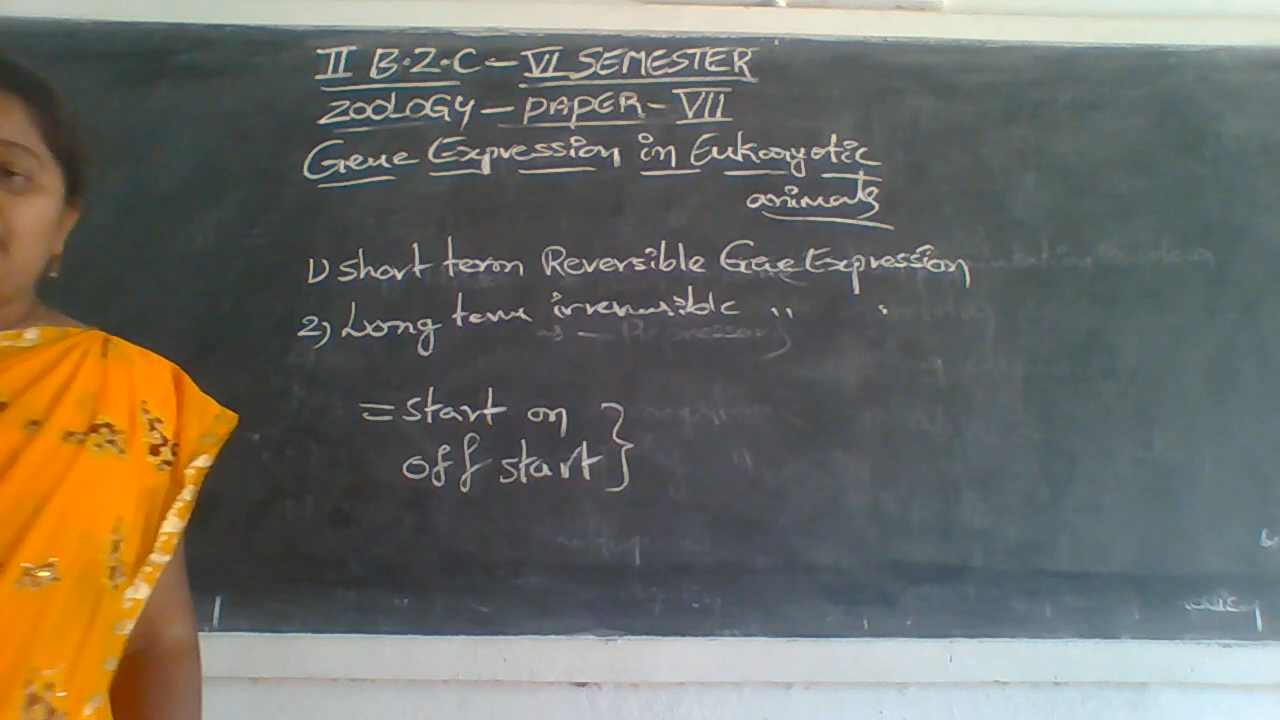 II B.Z.C - VI SEMESTER
ZOOLOGY - PAPER - VII
Gene Expression in Eukaryotic
animals
1) short term Reversible Gene Expression
2) Long term irreversible " "
= start on
off start }